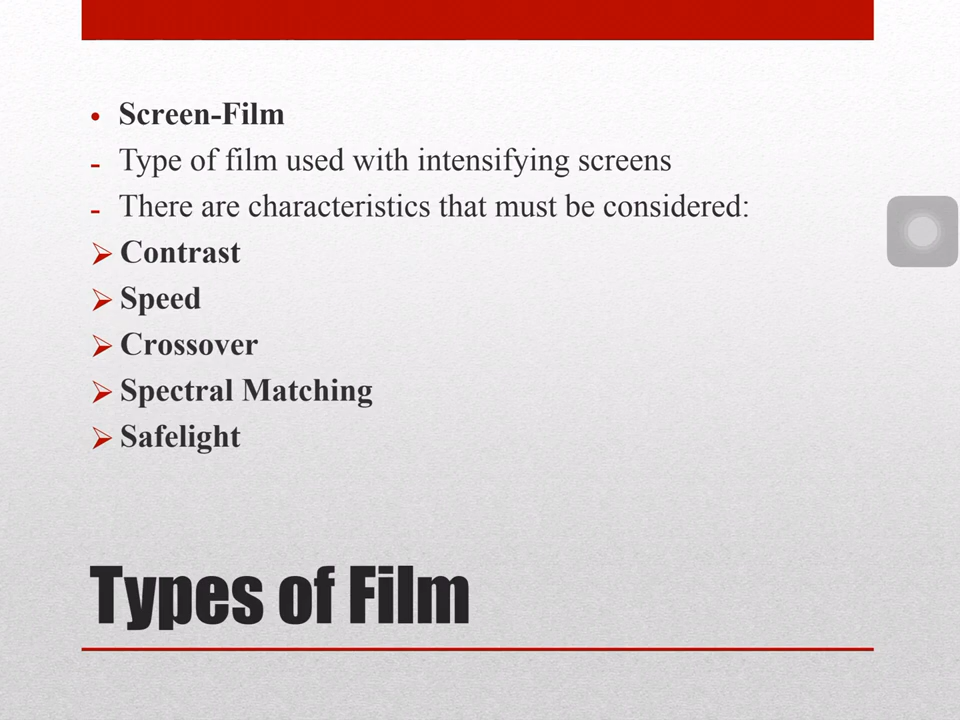 • Screen-Film
- Type of film used with intensifying screens
- There are characteristics that must be considered:
➢ Contrast
➢ Speed
➢ Crossover
➢ Spectral Matching
➢ Safelight
Types of Film